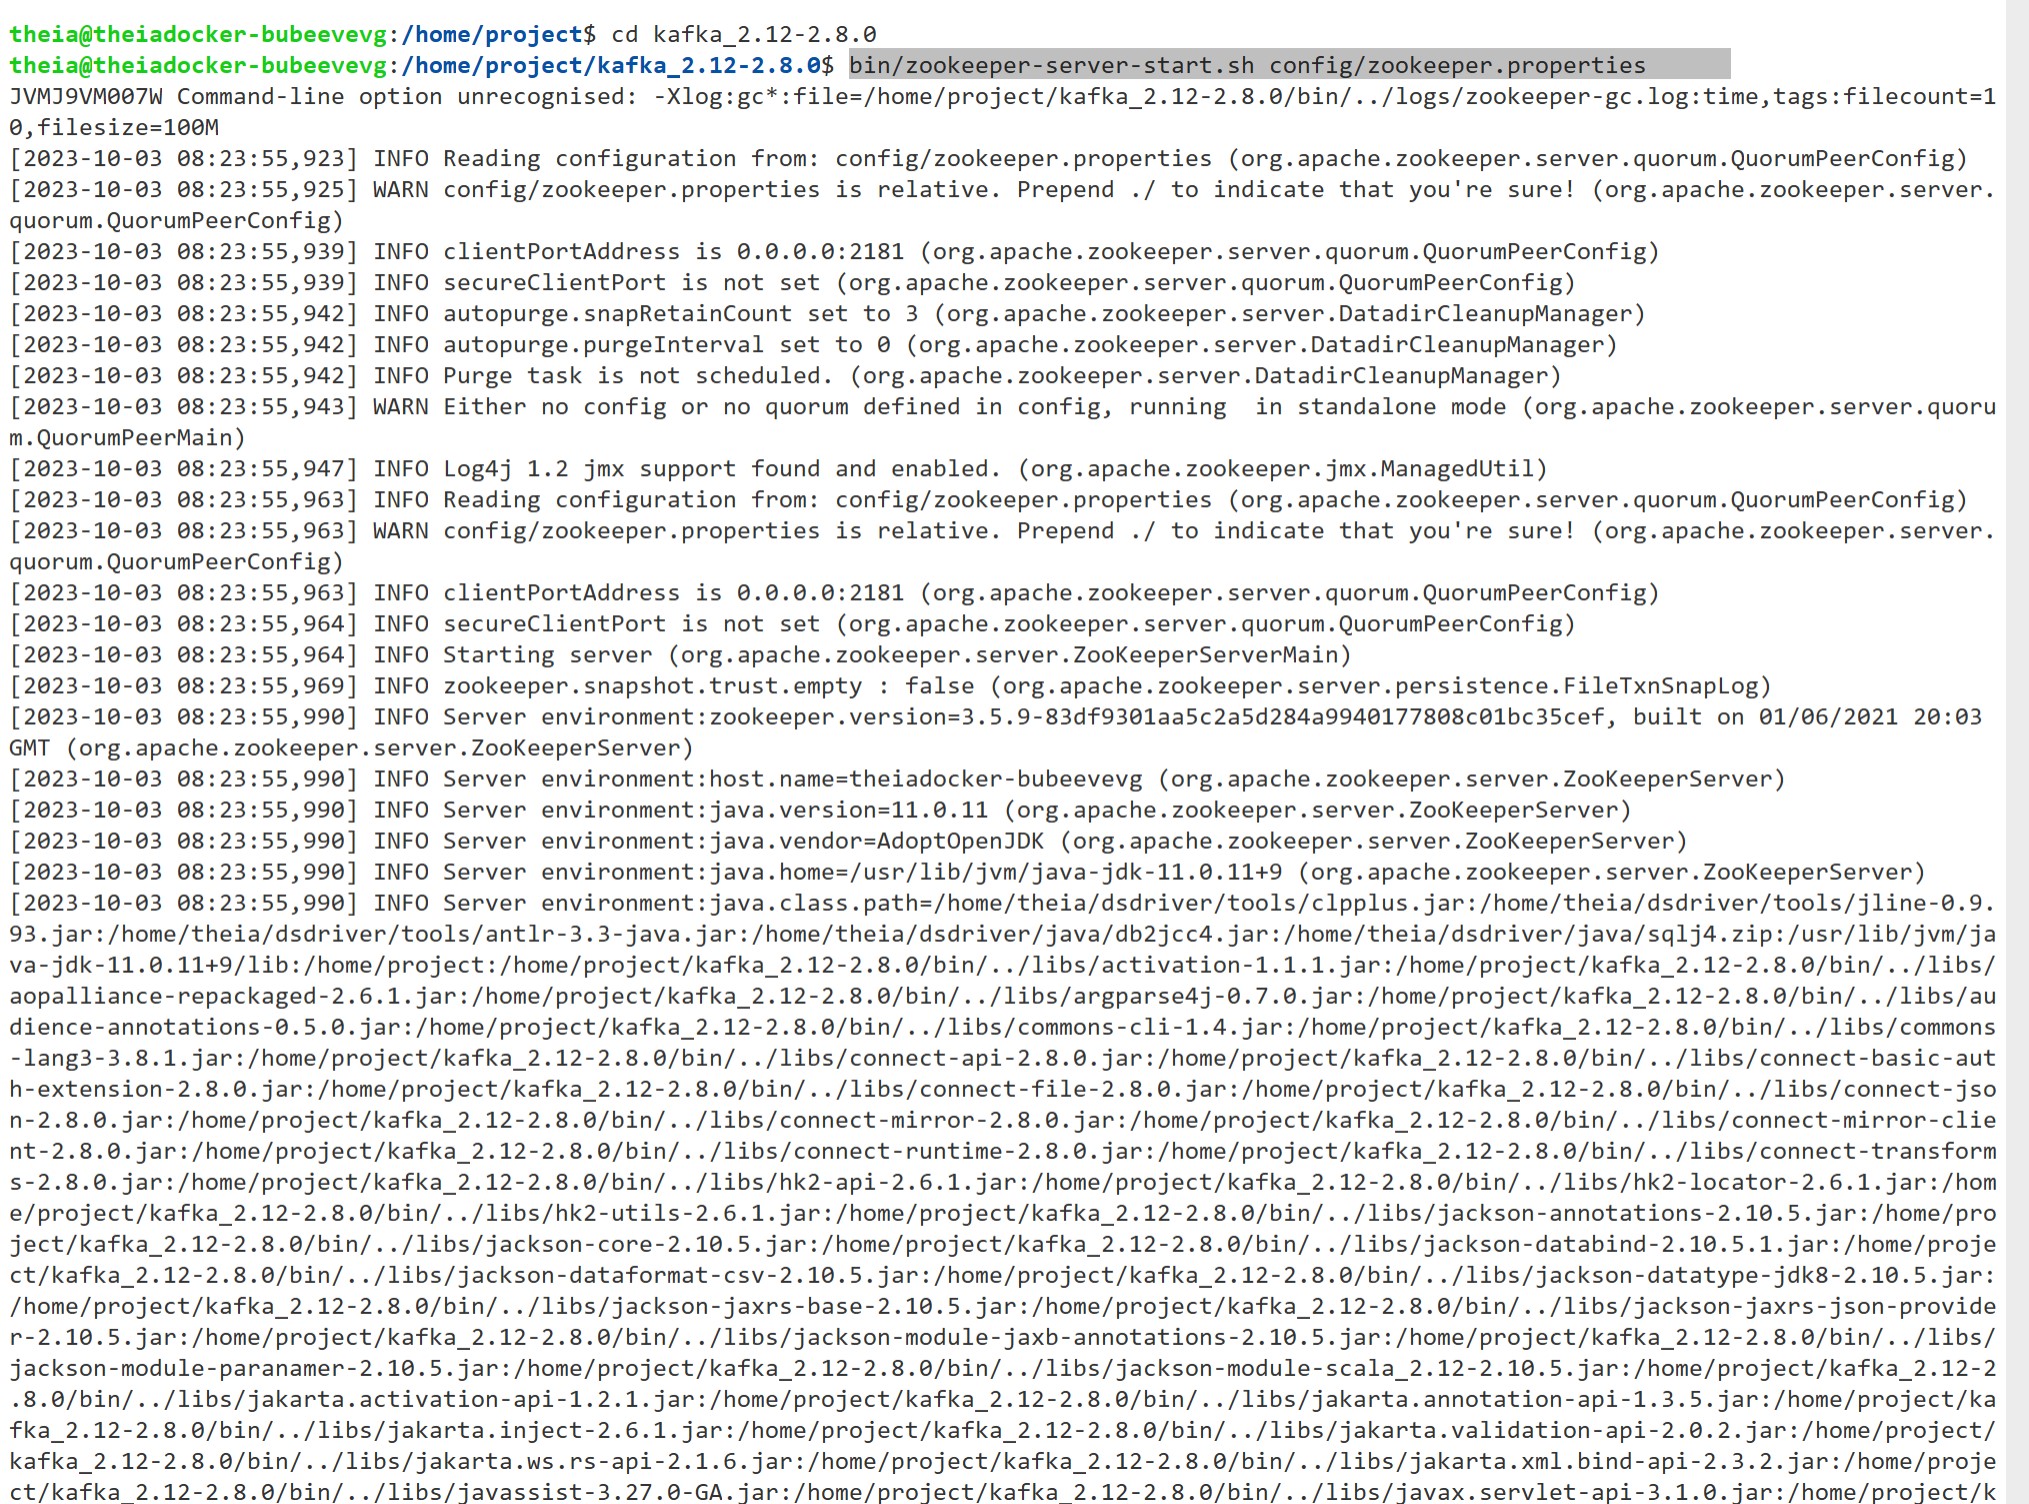 theia@theiadocker-bubeevevg:/home/project$ cd kafka_2.12-2.8.0
theia@theiadocker-bubeevevg:/home/project/kafka_2.12-2.8.0$ bin/zookeeper-server-start.sh config/zookeeper.properties
JVMJ9VM007W Command-line option unrecognised: -Xlog:gc*:file=/home/project/kafka_2.12-2.8.0/bin/../logs/zookeeper-gc.log:time,tags:filecount=1
0,filesize=100M
[2023-10-03 08:23:55,923] INFO Reading configuration from: config/zookeeper.properties (org.apache.zookeeper.server.quorum.QuorumPeerConfig)
[2023-10-03 08:23:55,925] WARN config/zookeeper.properties is relative. Prepend ./ to indicate that you're sure! (org.apache.zookeeper.server.
quorum.QuorumPeerConfig)
[2023-10-03 08:23:55,939] INFO clientPortAddress is 0.0.0.0:2181 (org.apache.zookeeper.server.quorum.QuorumPeerConfig)
[2023-10-03 08:23:55,939] INFO secureClientPort is not set (org.apache.zookeeper.server.quorum.QuorumPeerConfig)
[2023-10-03 08:23:55,942] INFO autopurge.snapRetainCount set to 3 (org.apache.zookeeper.server.DatadirCleanupManager)
[2023-10-03 08:23:55,942] INFO autopurge.purgeInterval set to 0 (org.apache.zookeeper.server.DatadirCleanupManager)
[2023-10-03 08:23:55,942] INFO Purge task is not scheduled. (org.apache.zookeeper.server.DatadirCleanupManager)
[2023-10-03 08:23:55,943] WARN Either no config or no quorum defined in config, running  in standalone mode (org.apache.zookeeper.server.quoru
m.QuorumPeerMain)
[2023-10-03 08:23:55,947] INFO Log4j 1.2 jmx support found and enabled. (org.apache.zookeeper.jmx.ManagedUtil)
[2023-10-03 08:23:55,963] INFO Reading configuration from: config/zookeeper.properties (org.apache.zookeeper.server.quorum.QuorumPeerConfig)
[2023-10-03 08:23:55,963] WARN config/zookeeper.properties is relative. Prepend ./ to indicate that you're sure! (org.apache.zookeeper.server.
quorum.QuorumPeerConfig)
[2023-10-03 08:23:55,963] INFO clientPortAddress is 0.0.0.0:2181 (org.apache.zookeeper.server.quorum.QuorumPeerConfig)
[2023-10-03 08:23:55,964] INFO secureClientPort is not set (org.apache.zookeeper.server.quorum.QuorumPeerConfig)
[2023-10-03 08:23:55,964] INFO Starting server (org.apache.zookeeper.server.ZooKeeperServerMain)
[2023-10-03 08:23:55,969] INFO zookeeper.snapshot.trust.empty : false (org.apache.zookeeper.server.persistence.FileTxnSnapLog)
[2023-10-03 08:23:55,990] INFO Server environment:zookeeper.version=3.5.9-83df9301aa5c2a5d284a9940177808c01bc35cef, built on 01/06/2021 20:03
GMT (org.apache.zookeeper.server.ZooKeeperServer)
[2023-10-03 08:23:55,990] INFO Server environment:host.name=theiadocker-bubeevevg (org.apache.zookeeper.server.ZooKeeperServer)
[2023-10-03 08:23:55,990] INFO Server environment:java.version=11.0.11 (org.apache.zookeeper.server.ZooKeeperServer)
[2023-10-03 08:23:55,990] INFO Server environment:java.vendor=AdoptOpenJDK (org.apache.zookeeper.server.ZooKeeperServer)
[2023-10-03 08:23:55,990] INFO Server environment:java.home=/usr/lib/jvm/java-jdk-11.0.11+9 (org.apache.zookeeper.server.ZooKeeperServer)
[2023-10-03 08:23:55,990] INFO Server environment:java.class.path=/home/theia/dsdriver/tools/clpplus.jar:/home/theia/dsdriver/tools/jline-0.9.
93.jar:/home/theia/dsdriver/tools/antlr-3.3-java.jar:/home/theia/dsdriver/java/db2jcc4.jar:/home/theia/dsdriver/java/sqlj4.zip:/usr/lib/jvm/ja
va-jdk-11.0.11+9/lib:/home/project:/home/project/kafka_2.12-2.8.0/bin/../libs/activation-1.1.1.jar:/home/project/kafka_2.12-2.8.0/bin/../libs/
aopalliance-repackaged-2.6.1.jar:/home/project/kafka_2.12-2.8.0/bin/../libs/argparse4j-0.7.0.jar:/home/project/kafka_2.12-2.8.0/bin/../libs/au
dience-annotations-0.5.0.jar:/home/project/kafka_2.12-2.8.0/bin/../libs/commons-cli-1.4.jar:/home/project/kafka_2.12-2.8.0/bin/../libs/commons
-lang3-3.8.1.jar:/home/project/kafka_2.12-2.8.0/bin/../libs/connect-api-2.8.0.jar:/home/project/kafka_2.12-2.8.0/bin/../libs/connect-basic-aut
h-extension-2.8.0.jar:/home/project/kafka_2.12-2.8.0/bin/../libs/connect-file-2.8.0.jar:/home/project/kafka_2.12-2.8.0/bin/../libs/connect-jso
n-2.8.0.jar:/home/project/kafka_2.12-2.8.0/bin/../libs/connect-mirror-2.8.0.jar:/home/project/kafka_2.12-2.8.0/bin/../libs/connect-mirror-clie
nt-2.8.0.jar:/home/project/kafka_2.12-2.8.0/bin/../libs/connect-runtime-2.8.0.jar:/home/project/kafka_2.12-2.8.0/bin/../libs/connect-transform
s-2.8.0.jar:/home/project/kafka_2.12-2.8.0/bin/../libs/hk2-api-2.6.1.jar:/home/project/kafka_2.12-2.8.0/bin/../libs/hk2-locator-2.6.1.jar:/hom
e/project/kafka_2.12-2.8.0/bin/../libs/hk2-utils-2.6.1.jar:/home/project/kafka_2.12-2.8.0/bin/../libs/jackson-annotations-2.10.5.jar:/home/pro
ject/kafka_2.12-2.8.0/bin/../libs/jackson-core-2.10.5.jar:/home/project/kafka_2.12-2.8.0/bin/../libs/jackson-databind-2.10.5.1.jar:/home/proje
ct/kafka_2.12-2.8.0/bin/../libs/jackson-dataformat-csv-2.10.5.jar:/home/project/kafka_2.12-2.8.0/bin/../libs/jackson-datatype-jdk8-2.10.5.jar:
/home/project/kafka_2.12-2.8.0/bin/../libs/jackson-jaxrs-base-2.10.5.jar:/home/project/kafka_2.12-2.8.0/bin/../libs/jackson-jaxrs-json-provide
r-2.10.5.jar:/home/project/kafka_2.12-2.8.0/bin/../libs/jackson-module-jaxb-annotations-2.10.5.jar:/home/project/kafka_2.12-2.8.0/bin/../libs/
jackson-module-paranamer-2.10.5.jar:/home/project/kafka_2.12-2.8.0/bin/../libs/jackson-module-scala_2.12-2.10.5.jar:/home/project/kafka_2.12-2
.8.0/bin/../libs/jakarta.activation-api-1.2.1.jar:/home/project/kafka_2.12-2.8.0/bin/../libs/jakarta.annotation-api-1.3.5.jar:/home/project/ka
fka_2.12-2.8.0/bin/../libs/jakarta.inject-2.6.1.jar:/home/project/kafka_2.12-2.8.0/bin/../libs/jakarta.validation-api-2.0.2.jar:/home/project/
kafka_2.12-2.8.0/bin/../libs/jakarta.ws.rs-api-2.1.6.jar:/home/project/kafka_2.12-2.8.0/bin/../libs/jakarta.xml.bind-api-2.3.2.jar:/home/proje
ct/kafka_2.12-2.8.0/bin/../libs/javassist-3.27.0-GA.jar:/home/project/kafka_2.12-2.8.0/bin/../libs/javax.servlet-api-3.1.0.jar:/home/project/k